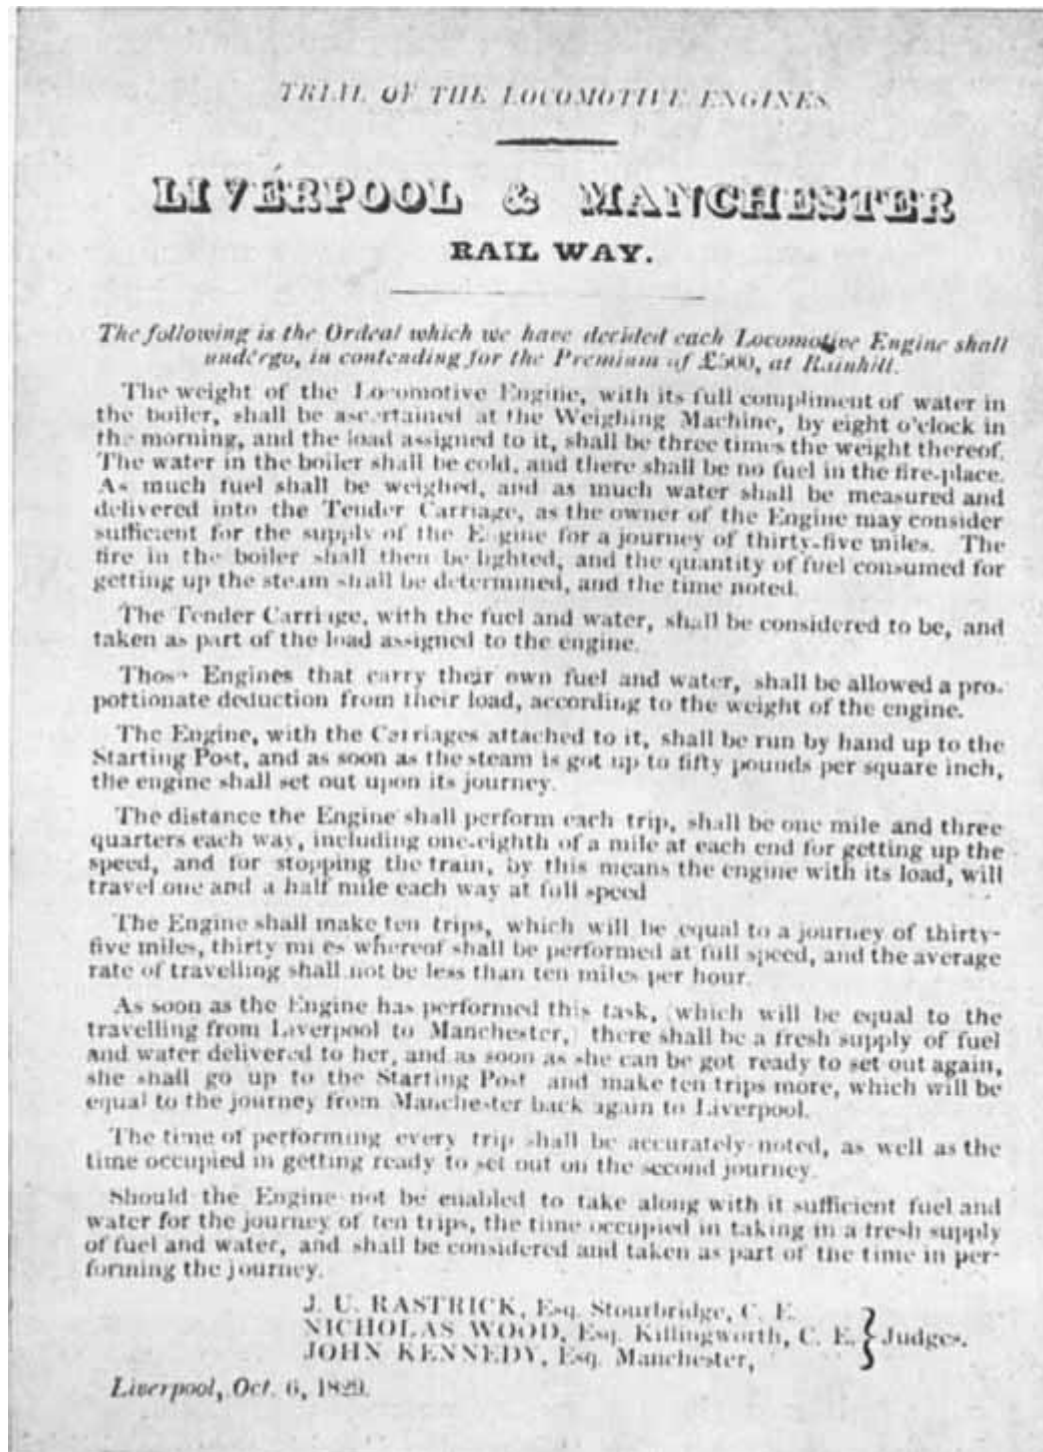 TRIAL OF THE LOCOMOTIVE ENGINES
LIVERPOOL & MANCHESTER
RAIL WAY.
The following is the Ordeal which we have decided each Locomotive Engine shall
undergo, in contending for the Premium of £500, at Rainhill.
The weight of the Locomotive Engine, with its full compliment of water in
the boiler, shall be ascertained at the Weighing Machine, by eight o'clock in
the morning, and the load assigned to it, shall be three times the weight thereof.
The water in the boiler shall be cold, and there shall be no fuel in the fire-place.
As much fuel shall be weighed, and as much water shall be measured and
delivered into the Tender Carriage, as the owner of the Engine may consider
sufficient for the supply of the Engine for a journey of thirty-five miles. The
fire in the boiler shall then be lighted, and the quantity of fuel consumed for
getting up the steam shall be determined, and the time noted.
The Tender Carriage, with the fuel and water, shall be considered to be, and
taken as part of the load assigned to the engine.
Those Engines that carry their own fuel and water, shall be allowed a pro-
portionate deduction from their load, according to the weight of the engine.
The Engine, with the Carriages attached to it, shall be run by hand up to the
Starting Post, and as soon as the steam is got up to fifty pounds per square inch,
the engine shall set out upon its journey.
The distance the Engine shall perform each trip, shall be one mile and three
quarters each way, including one-eighth of a mile at each end for getting up the
speed, and for stopping the train, by this means the engine with its load, will
travel one and a half mile each way at full speed
The Engine shall make ten trips, which will be equal to a journey of thirty-
five miles, thirty miles whereof shall be performed at full speed, and the average
rate of travelling shall not be less than ten miles per hour.
As soon as the Engine has performed this task, (which will be equal to the
travelling from Liverpool to Manchester,) there shall be a fresh supply of fuel
and water delivered to her, and as soon as she can be got ready to set out again,
she shall go up to the Starting Post and make ten trips more, which will be
equal to the journey from Manchester back again to Liverpool.
The time of performing every trip shall be accurately noted, as well as the
time occupied in getting ready to set out on the second journey.
Should the Engine not be enabled to take along with it sufficient fuel and
water for the journey of ten trips, the time occupied in taking in a fresh supply
of fuel and water, and shall be considered and taken as part of the time in per-
forming the journey.
J. U. RASTRICK, Esq. Stourbridge, C. E.
NICHOLAS WOOD, Esq. Killingworth, C. E. } Judges.
JOHN KENNEDY, Esq. Manchester,
Liverpool, Oct. 6, 1829.